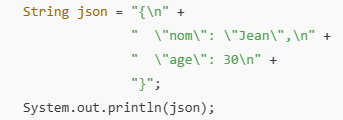 String json = "{\n" +
              "  \"nom\": \"Jean\",\n" +
              "  \"age\": 30\n" +
              "}";
System.out.println(json);